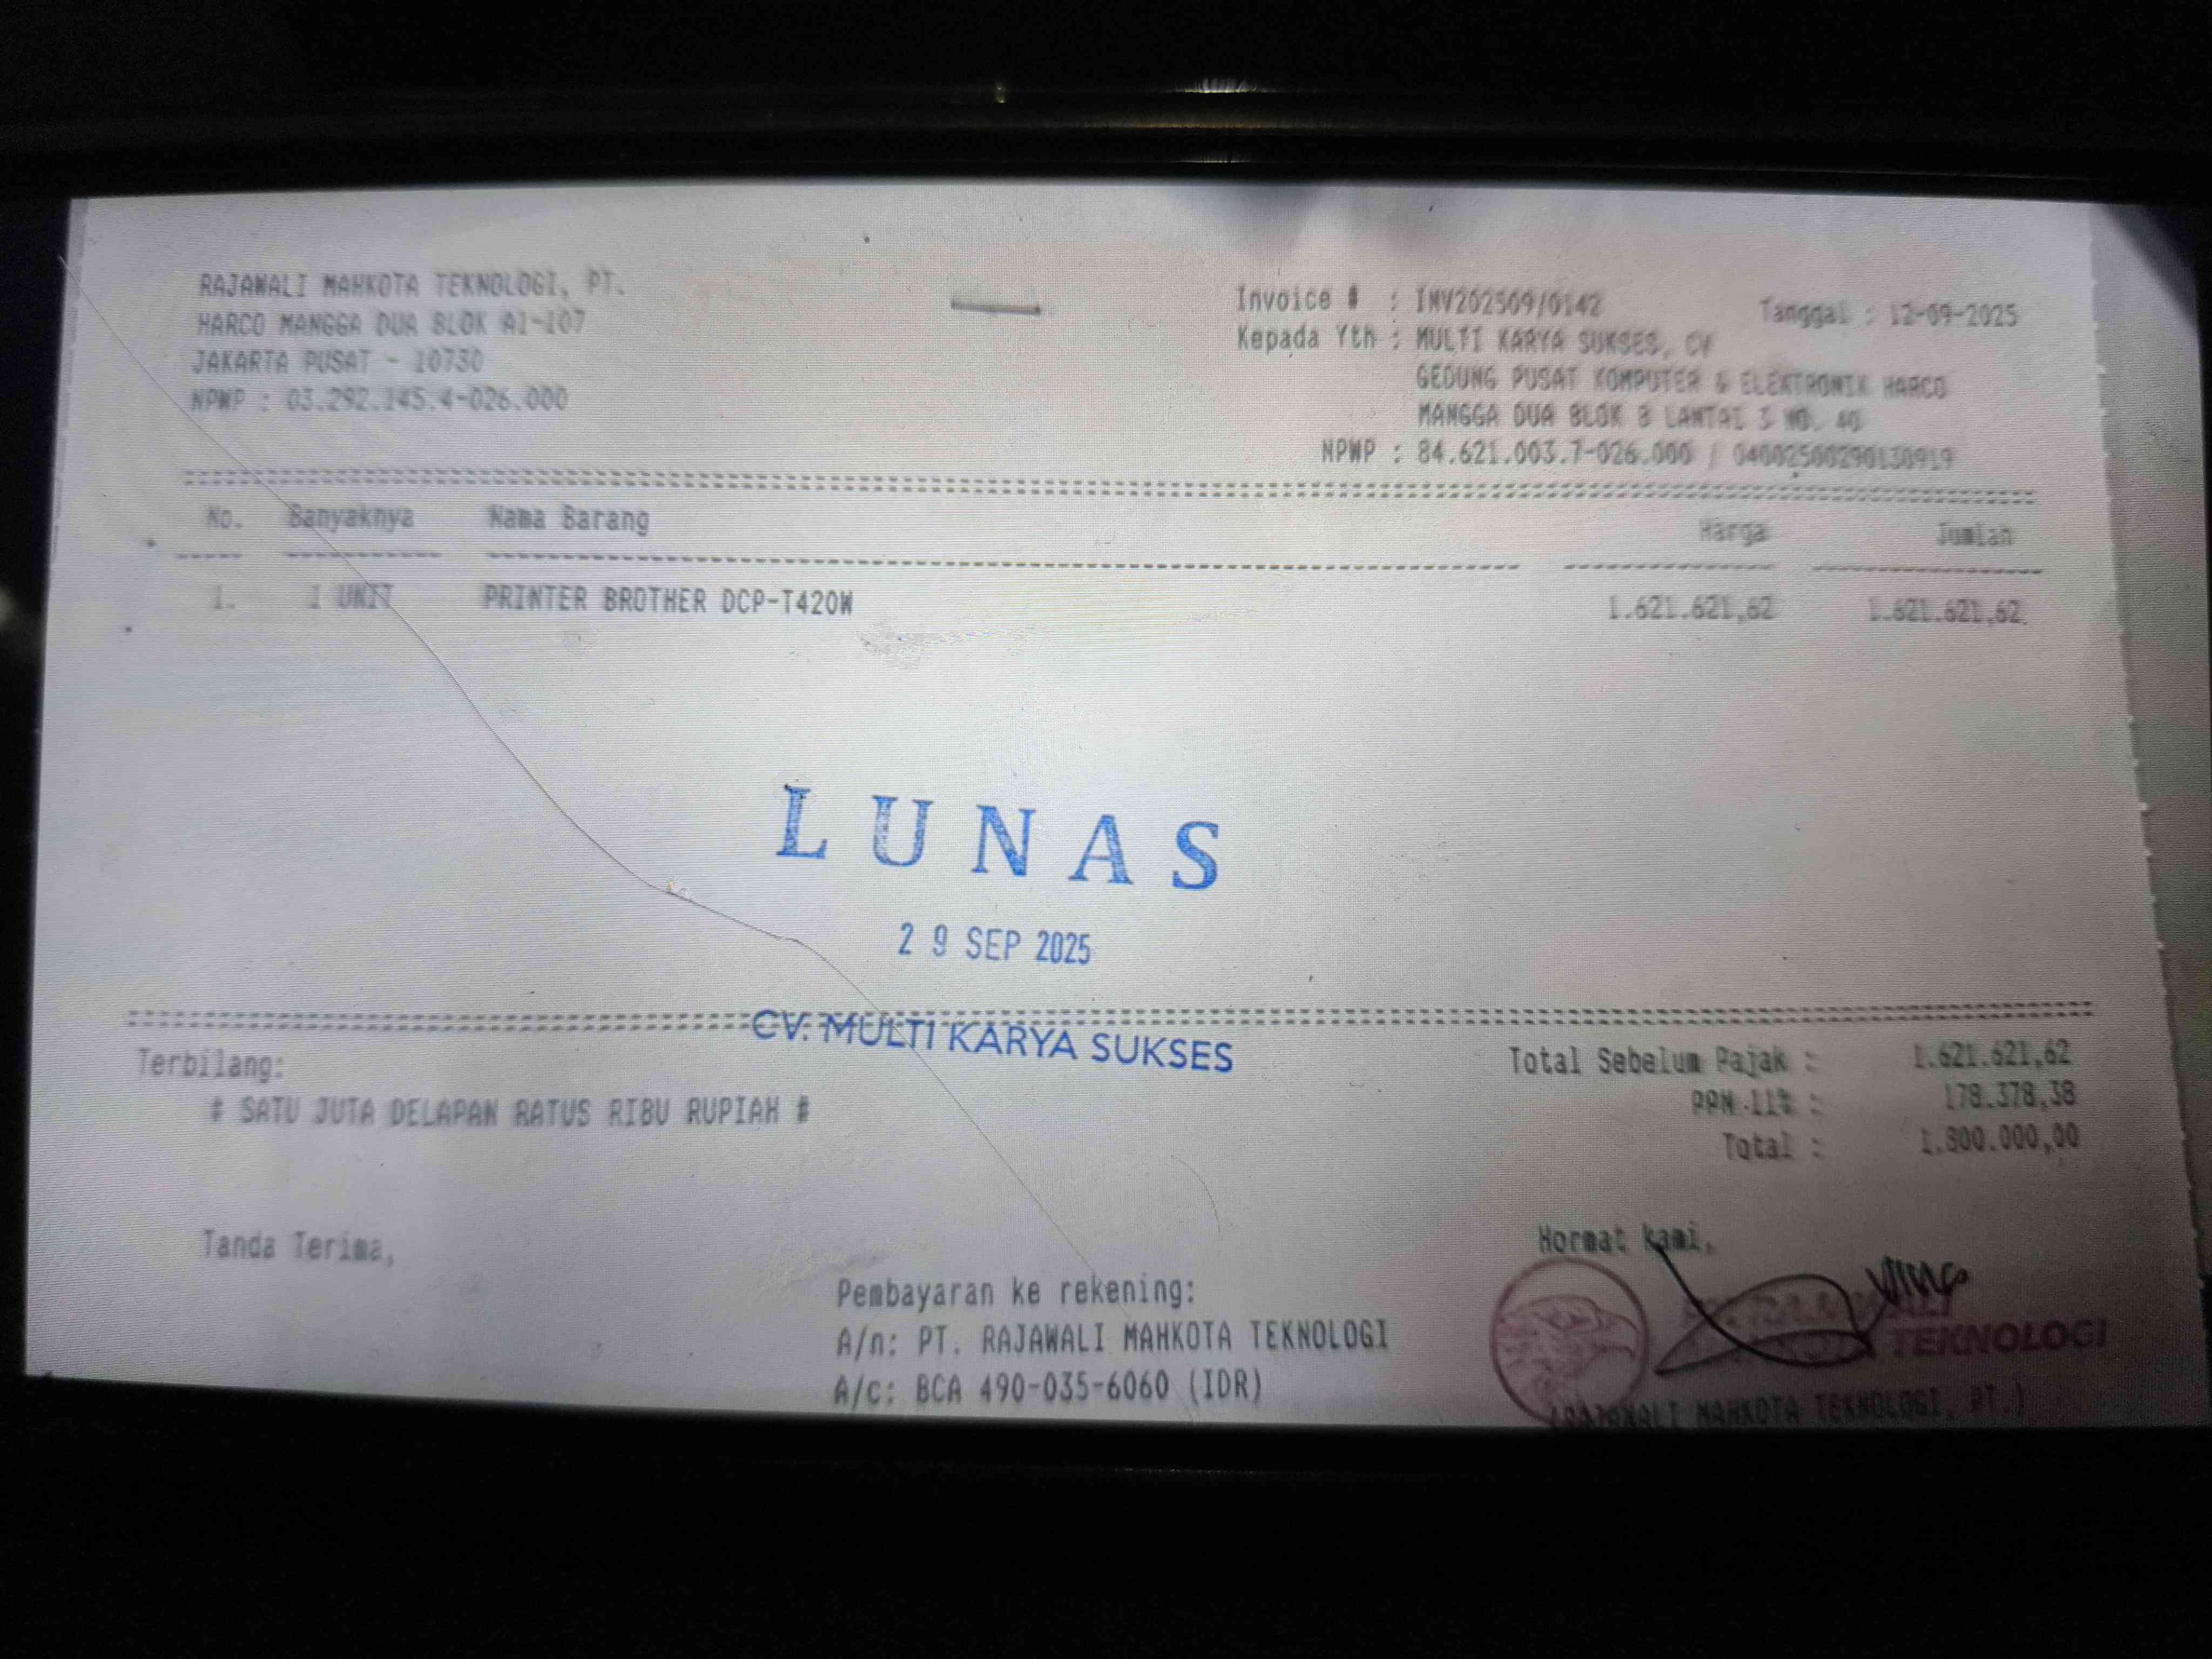 RAJAWALI MAHKOTA TEKNOLOGI, PT.
HARCO MANGGA DUA BLOK A1-107
JAKARTA PUSAT - 10730
NPWP : 03.292.145.4-026.000
Invoice # : INV202509/0142 Tanggal : 12-09-2025
Kepada Yth : MULTI KARYA SUKSES, CV
GEDUNG PUSAT KOMPUTER & ELEKTRONIK HARCO
MANGGA DUA BLOK B LANTAI 3 NO. 40
NPWP : 84.621.003.7-026.000 / 04002500290130919
No. Banyaknya Nama Barang Harga Jumlah
1. 1 UNIT PRINTER BROTHER DCP-T420W 1.621.621,62 1.621.621,62
LUNAS
29 SEP 2025
CV. MULTI KARYA SUKSES
Terbilang:
# SATU JUTA DELAPAN RATUS RIBU RUPIAH #
Total Sebelum Pajak : 1.621.621,62
PPN 11% : 178.378,38
Total : 1.800.000,00
Tanda Terima,
Pembayaran ke rekening:
A/n: PT. RAJAWALI MAHKOTA TEKNOLOGI
A/c: BCA 490-035-6060 (IDR)
Hormat kami,
TEKNOLOGI
(RAJAWALI MAHKOTA TEKNOLOGI, PT.)